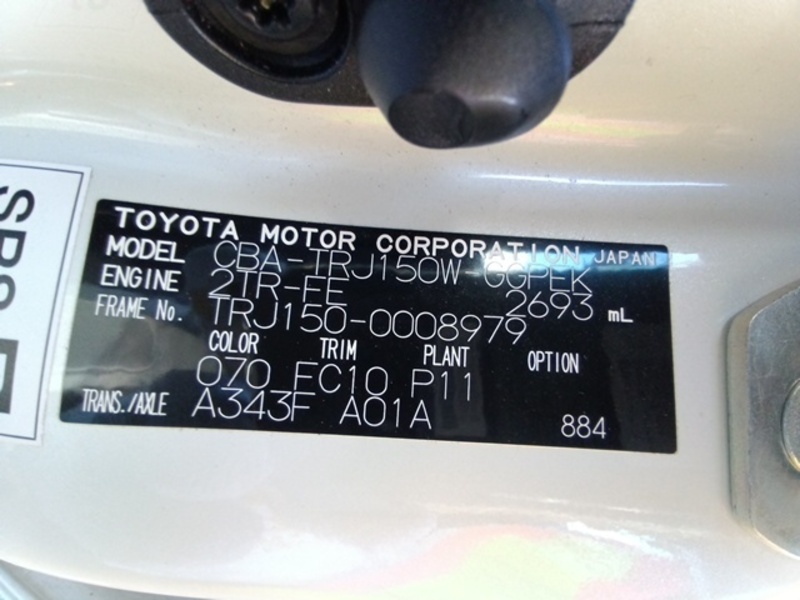 TOYOTA MOTOR CORPORATION JAPAN
MODEL CBA-TRJ150W-GGPEK
ENGINE 2TR-FE 2693 mL
FRAME No. TRJ150-0008979
COLOR TRIM PLANT OPTION
070 FC10 P11
TRANS./AXLE A343F A01A 884